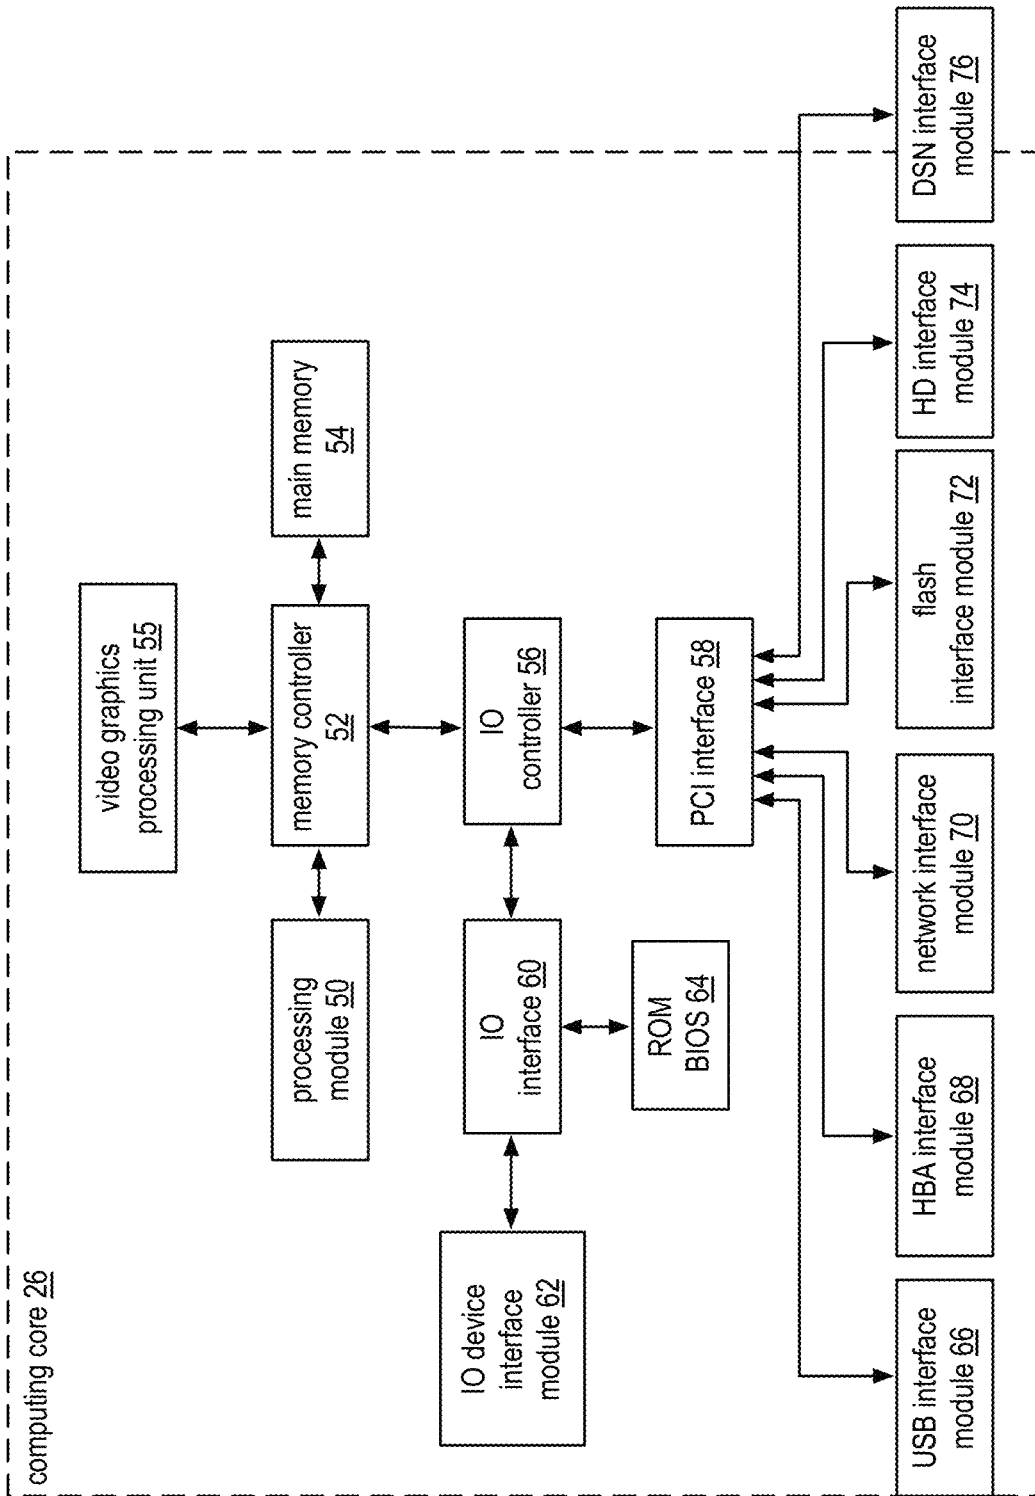 computing core 26
video graphics
processing unit 55
processing
module 50
memory controller
52
main memory
54
IO device
interface
module 62
IO
interface 60
IO
controller 56
ROM
BIOS 64
PCI interface 58
USB interface
module 66
HBA interface
module 68
network interface
module 70
flash
interface module 72
HD interface
module 74
DSN interface
module 76